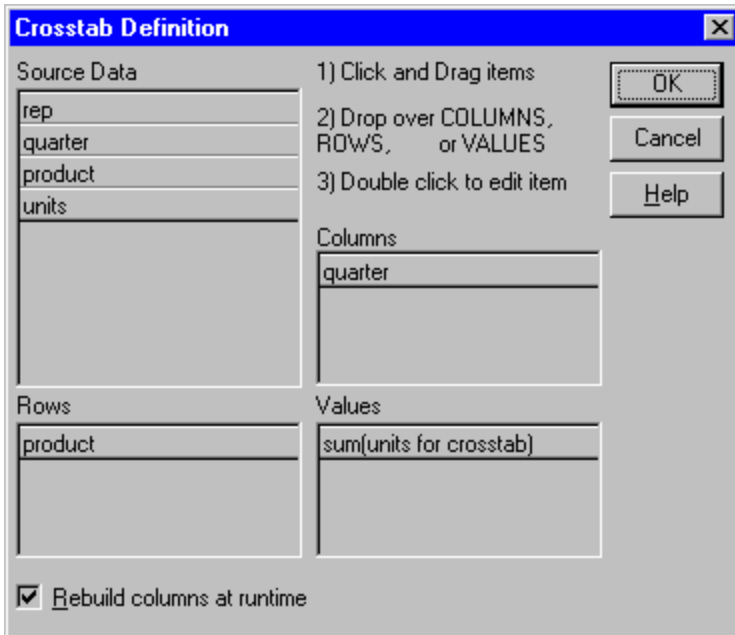 Crosstab Definition
Source Data
rep
quarter
product
units
1) Click and Drag items
2) Drop over COLUMNS,
ROWS, or VALUES
3) Double click to edit item
OK
Cancel
Help
Columns
quarter
Rows
product
Values
sum(units for crosstab)
Rebuild columns at runtime